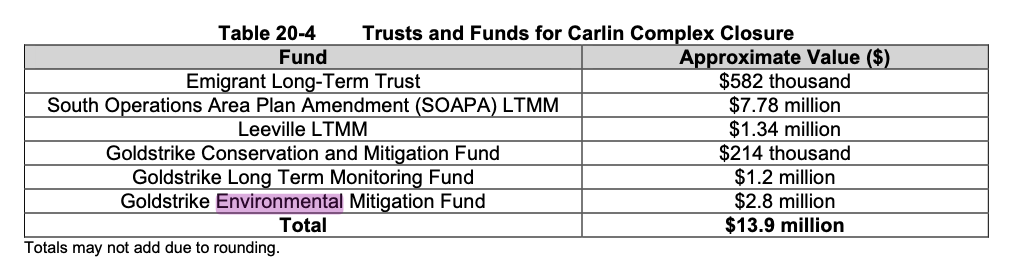 Table 20-4 Trusts and Funds for Carlin Complex Closure
Fund Approximate Value ($)
Emigrant Long-Term Trust $582 thousand
South Operations Area Plan Amendment (SOAPA) LTMM $7.78 million
Leeville LTMM $1.34 million
Goldstrike Conservation and Mitigation Fund $214 thousand
Goldstrike Long Term Monitoring Fund $1.2 million
Goldstrike Environmental Mitigation Fund $2.8 million
Total $13.9 million
Totals may not add due to rounding.